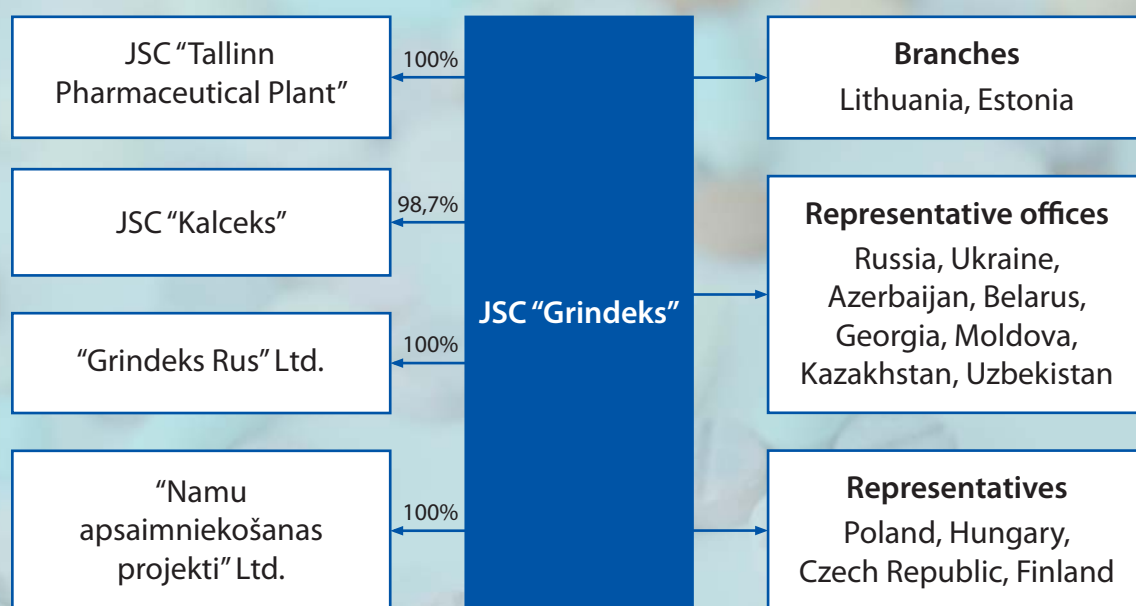 JSC “Tallinn
Pharmaceutical Plant”
100%
JSC “Kalceks”
98,7%
“Grindeks Rus” Ltd.
100%
“Namu
apsaimniekošanas
projekti” Ltd.
100%
JSC “Grindeks”
Branches
Lithuania, Estonia
Representative offices
Russia, Ukraine,
Azerbaijan, Belarus,
Georgia, Moldova,
Kazakhstan, Uzbekistan
Representatives
Poland, Hungary,
Czech Republic, Finland